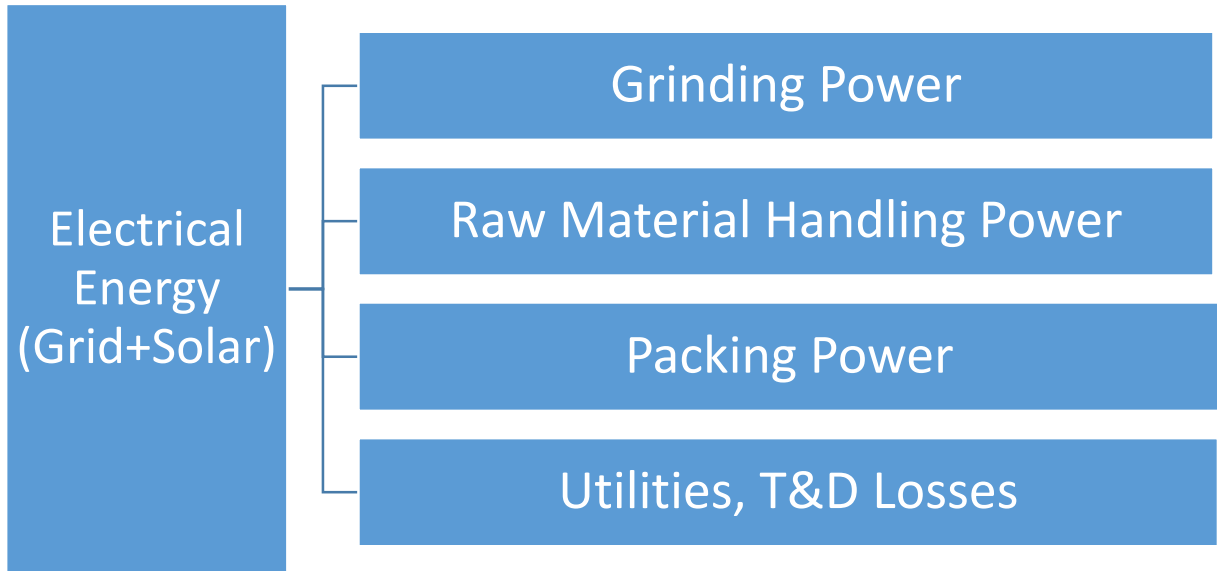 Electrical
Energy
(Grid+Solar)
Grinding Power
Raw Material Handling Power
Packing Power
Utilities, T&D Losses